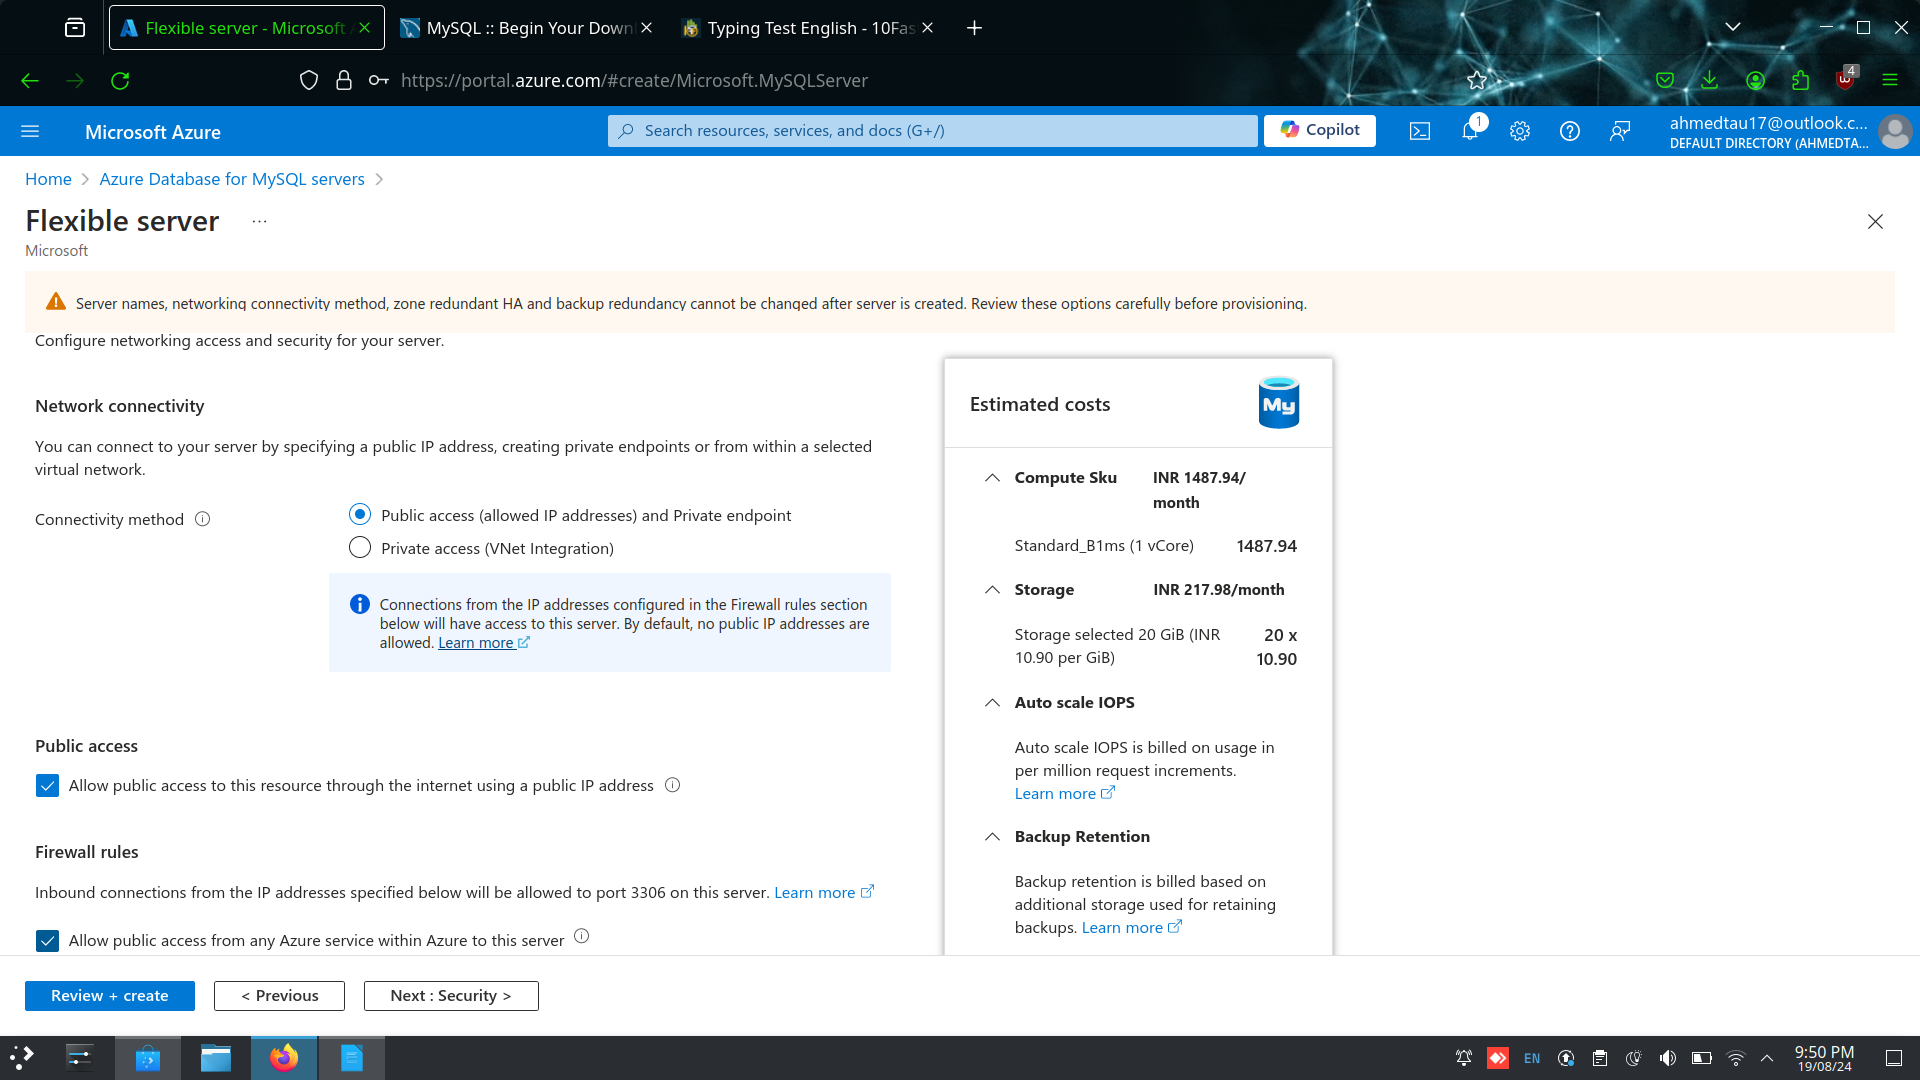 Flexible server - Microsoft A
MySQL :: Begin Your Down
Typing Test English - 10Fas
https://portal.azure.com/#create/Microsoft.MySQLServer
4
Microsoft Azure
Search resources, services, and docs (G+/)
Copilot
1
ahmedtau17@outlook.c...
DEFAULT DIRECTORY (AHMEDTA...
Home > Azure Database for MySQL servers >
Flexible server ...
Microsoft
Server names, networking connectivity method, zone redundant HA and backup redundancy cannot be changed after server is created. Review these options carefully before provisioning.
Configure networking access and security for your server.
Network connectivity
You can connect to your server by specifying a public IP address, creating private endpoints or from within a selected
virtual network.
Connectivity method
Public access (allowed IP addresses) and Private endpoint
Private access (VNet Integration)
Connections from the IP addresses configured in the Firewall rules section
below will have access to this server. By default, no public IP addresses are
allowed. Learn more
Public access
Allow public access to this resource through the internet using a public IP address
Firewall rules
Inbound connections from the IP addresses specified below will be allowed to port 3306 on this server. Learn more
Allow public access from any Azure service within Azure to this server
Estimated costs
My
Compute Sku INR 1487.94/
month
Standard_B1ms (1 vCore) 1487.94
Storage INR 217.98/month
Storage selected 20 GiB (INR 20 x
10.90 per GiB) 10.90
Auto scale IOPS
Auto scale IOPS is billed on usage in
per million request increments.
Learn more
Backup Retention
Backup retention is billed based on
additional storage used for retaining
backups. Learn more
Review + create
< Previous
Next : Security >
EN
9:50 PM
19/08/24